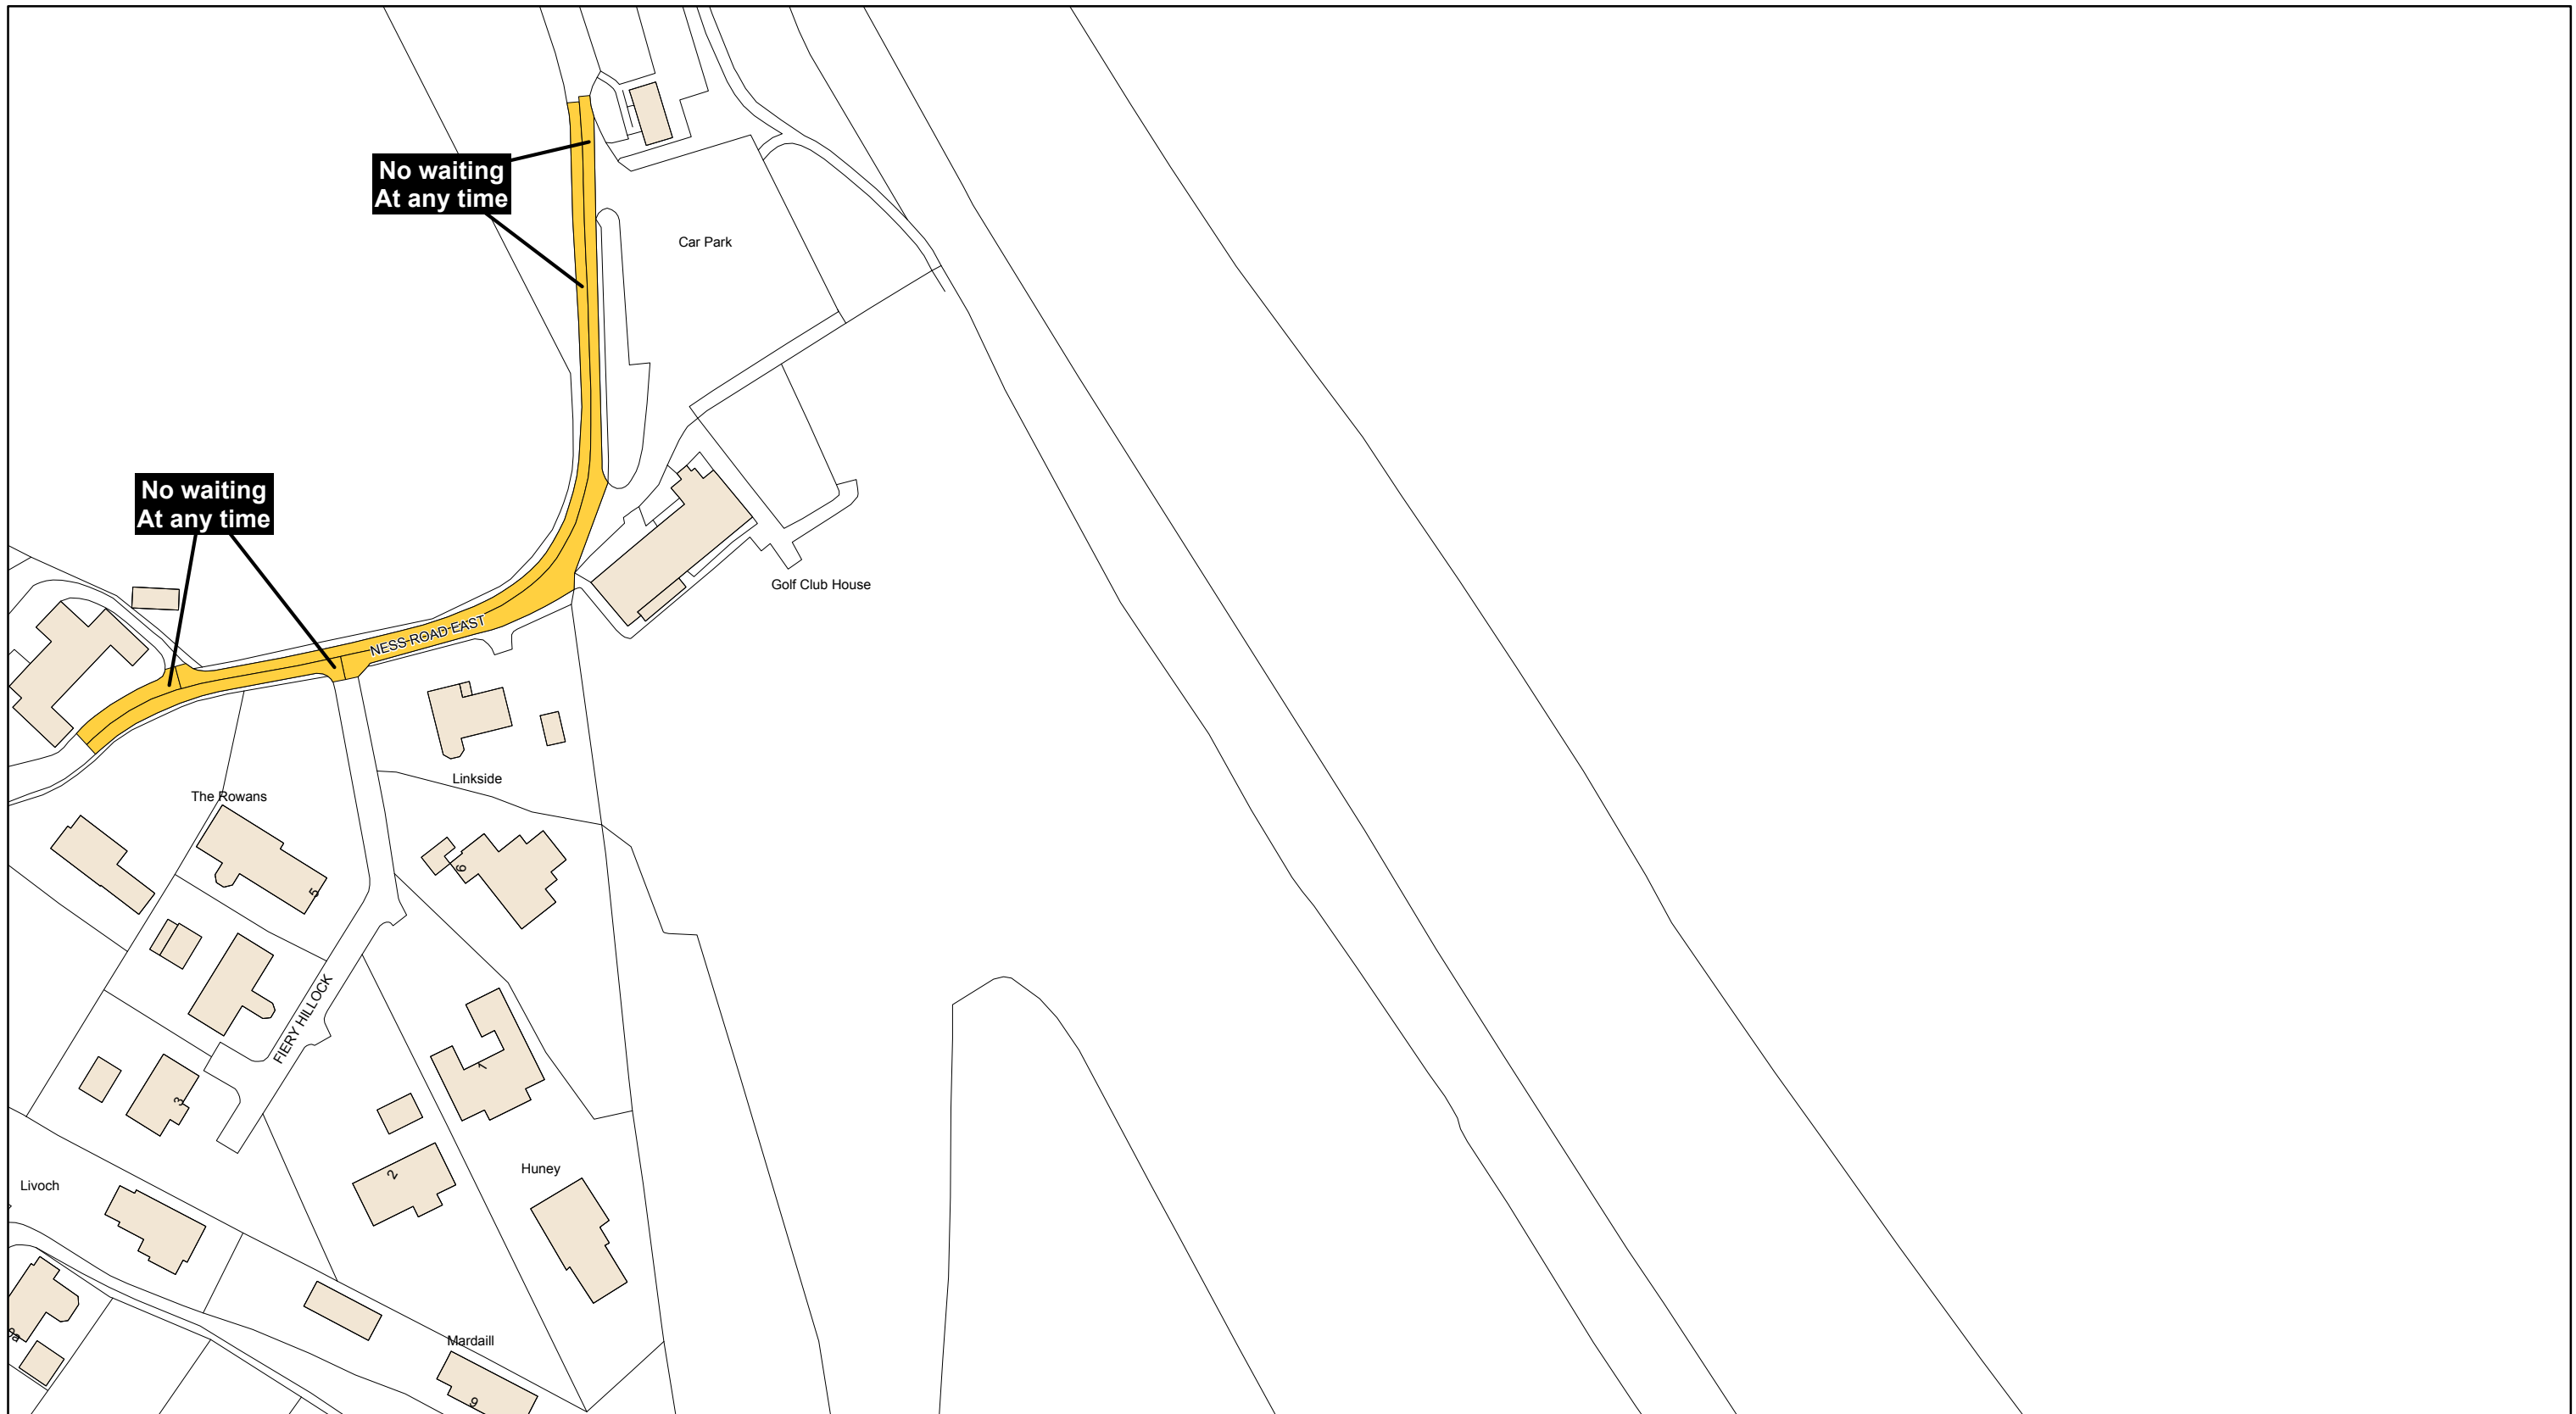 No waiting
At any time
Car Park
No waiting
At any time
Golf Club House
NESS ROAD EAST
Linkside
The Rowans
6
5
FIERY HILLOCK
1
3
2
Huney
Livoch
Mardaill
9